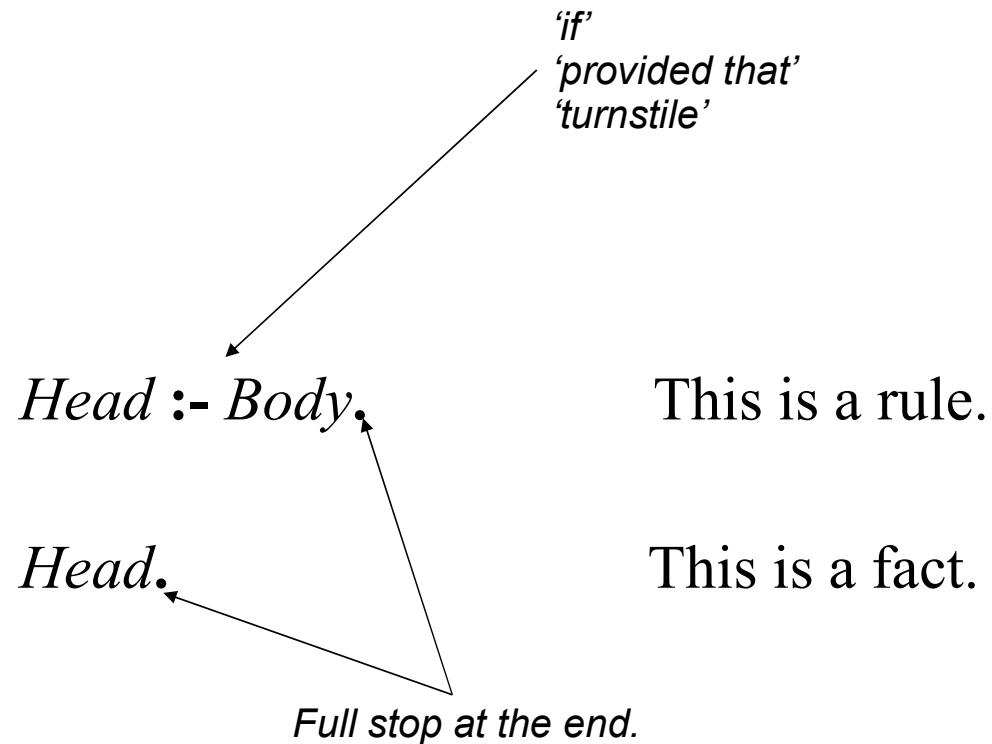 ‘if’
‘provided that’
‘turnstile’
Head :- Body.
This is a rule.
Head.
This is a fact.
Full stop at the end.